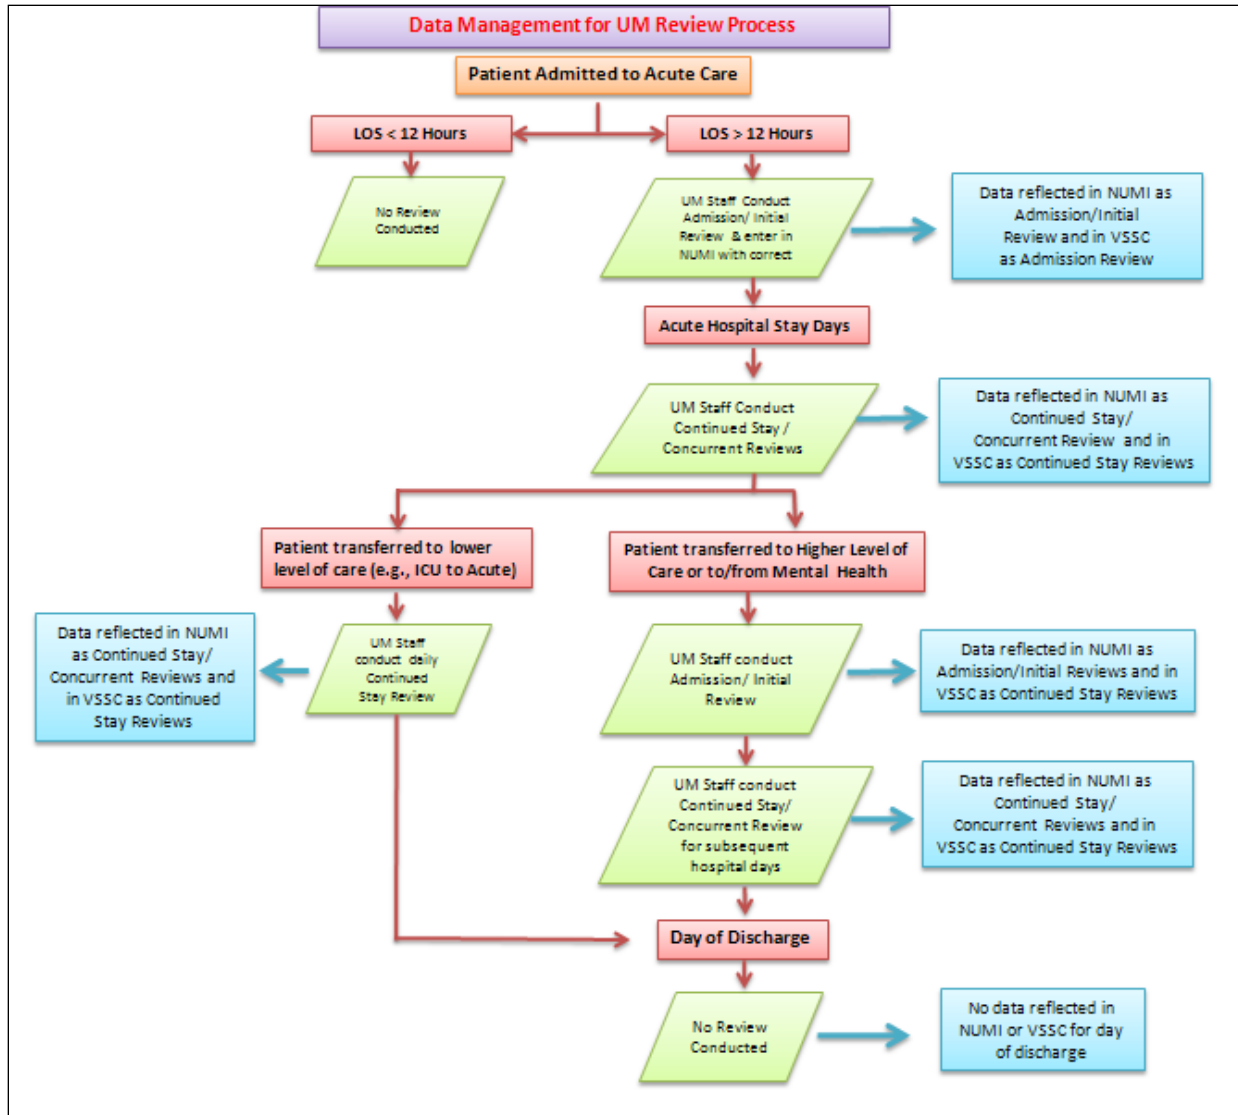 Data Management for UM Review Process
Patient Admitted to Acute Care
LOS < 12 Hours
LOS > 12 Hours
No Review
Conducted
UM Staff Conduct
Admission/ Initial
Review & enter in
NUMI with correct
Data reflected in NUMI as
Admission/Initial
Review and in VSSC
as Admission Review
Acute Hospital Stay Days
UM Staff Conduct
Continued Stay /
Concurrent Reviews
Data reflected in NUMI as
Continued Stay/
Concurrent Review and in
VSSC as Continued Stay Reviews
Patient transferred to lower
level of care (e.g., ICU to Acute)
Patient transferred to Higher Level of
Care or to/from Mental Health
Data reflected in NUMI
as Continued Stay/
Concurrent Reviews and
in VSSC as Continued
Stay Reviews
UM Staff
conduct daily
Continued
Stay Review
UM Staff conduct
Admission/ Initial
Review
Data reflected in NUMI as
Admission/Initial Reviews and in
VSSC as Continued Stay Reviews
UM Staff conduct
Continued Stay/
Concurrent Review
for subsequent
hospital days
Data reflected in NUMI as
Continued Stay/
Concurrent Reviews and in
VSSC as Continued Stay Reviews
Day of Discharge
No Review
Conducted
No data reflected in
NUMI or VSSC for day
of discharge